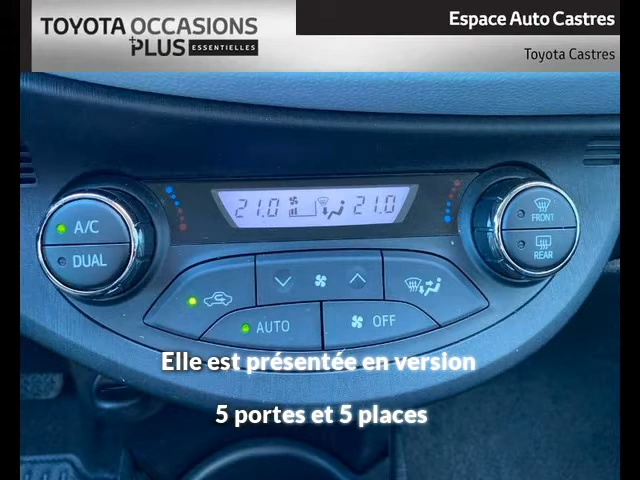 TOYOTA OCCASIONS
+PLUS ESSENTIELLES
Espace Auto Castres
Toyota Castres
21.0 21.0
A/C
DUAL
FRONT
REAR
AUTO
OFF
Elle est présentée en version
5 portes et 5 places